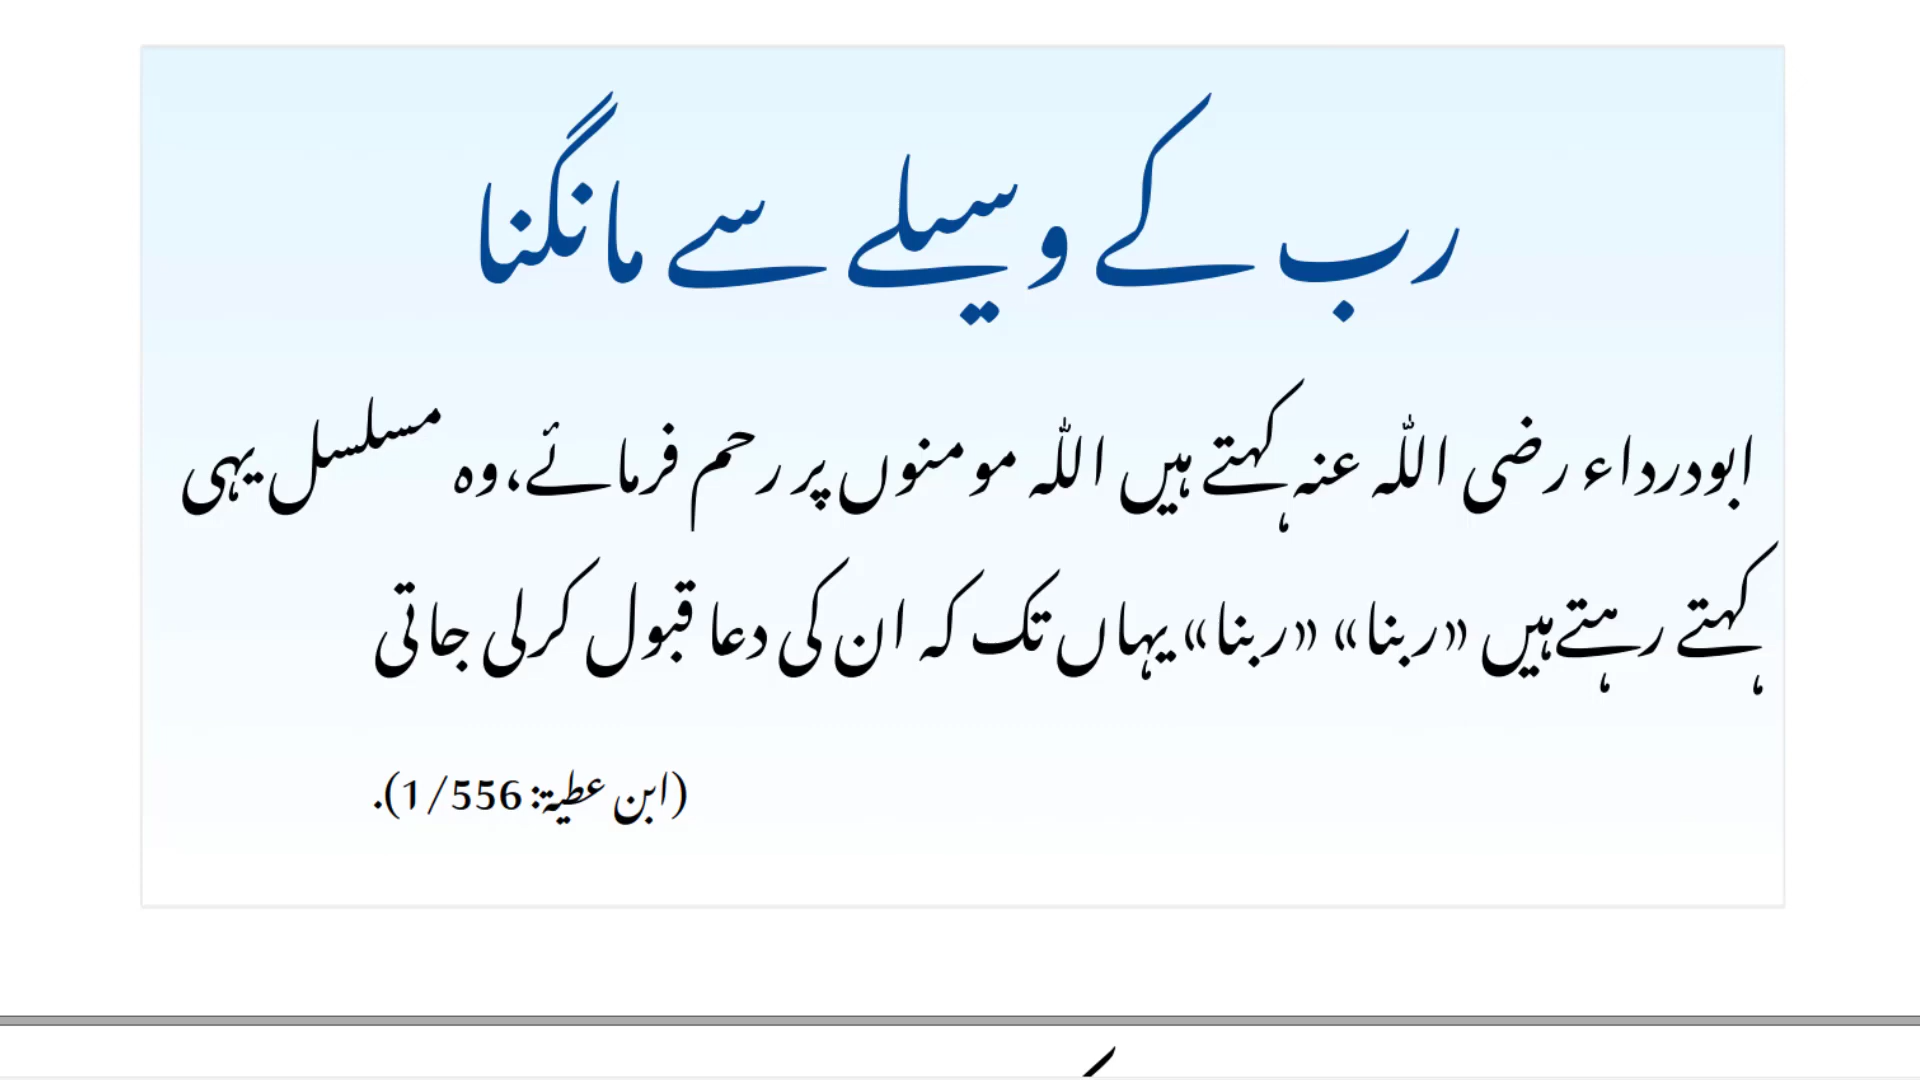 رب کے وسیلے سے مانگنا
ابودرداء رضی اللہ عنہ کہتے ہیں اللہ مومنوں پر رحم فرمائے، وہ مسلسل یہی
کہتے رہتے ہیں «ربنا» «ربنا» یہاں تک کہ ان کی دعا قبول کرلی جاتی
(ابن عطیۃ: 1/556).